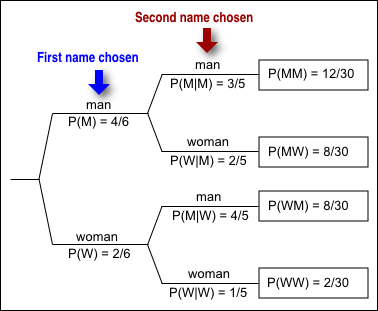 Second name chosen
First name chosen
man
P(M|M) = 3/5
P(MM) = 12/30
man
P(M) = 4/6
woman
P(W|M) = 2/5
P(MW) = 8/30
man
P(M|W) = 4/5
P(WM) = 8/30
woman
P(W) = 2/6
woman
P(W|W) = 1/5
P(WW) = 2/30